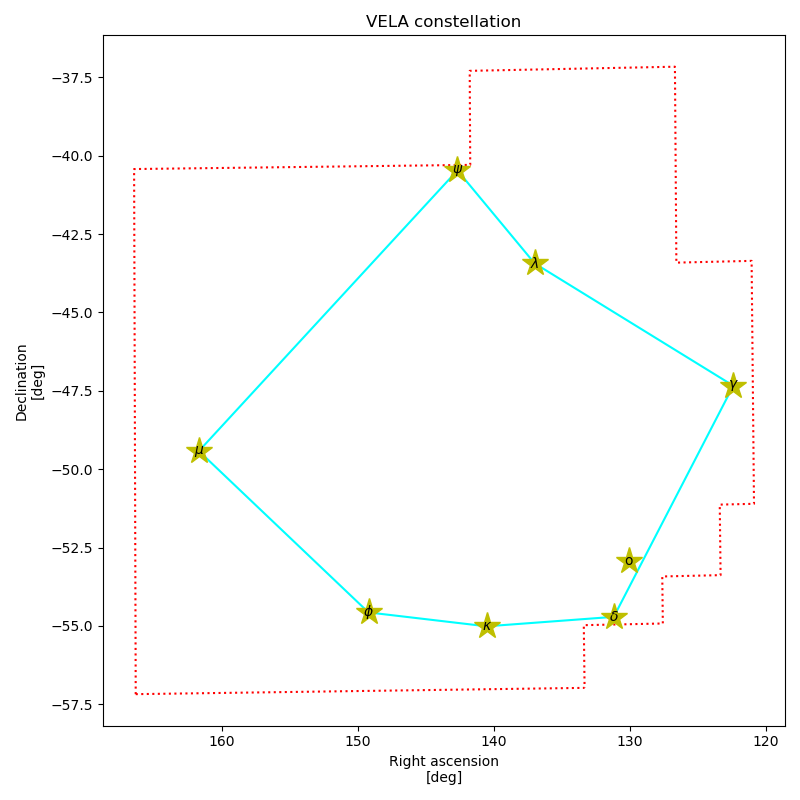 VELA constellation
−37.5
−40.0
−42.5
−45.0
−47.5
−50.0
−52.5
−55.0
−57.5
Declination
[deg]
ψ
λ
γ
μ
ο
ϕ
κ
δ
160
150
140
130
120
Right ascension
[deg]